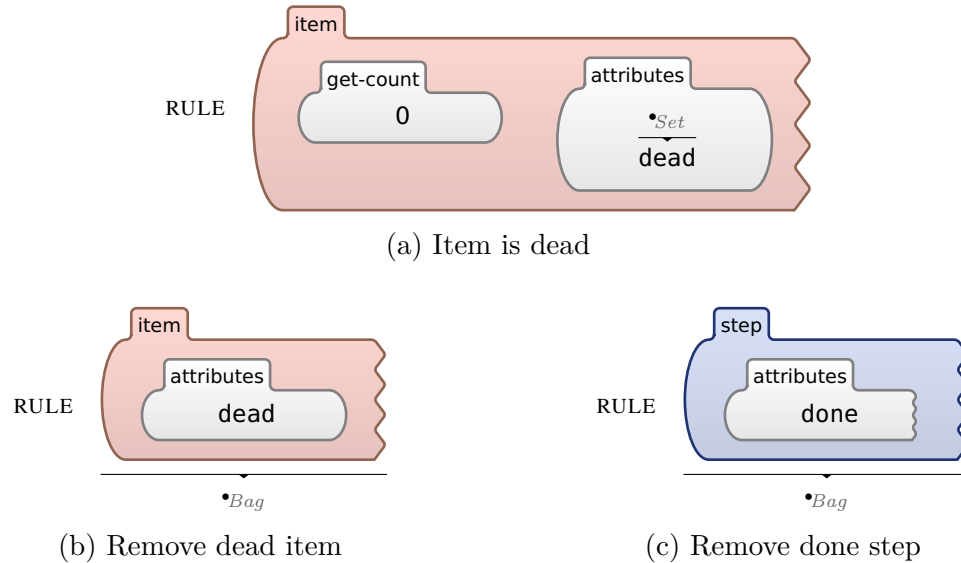 item
get-count
attributes
RULE
0
•Set
dead
(a) Item is dead
item
attributes
RULE
dead
•Bag
(b) Remove dead item
step
attributes
RULE
done
•Bag
(c) Remove done step